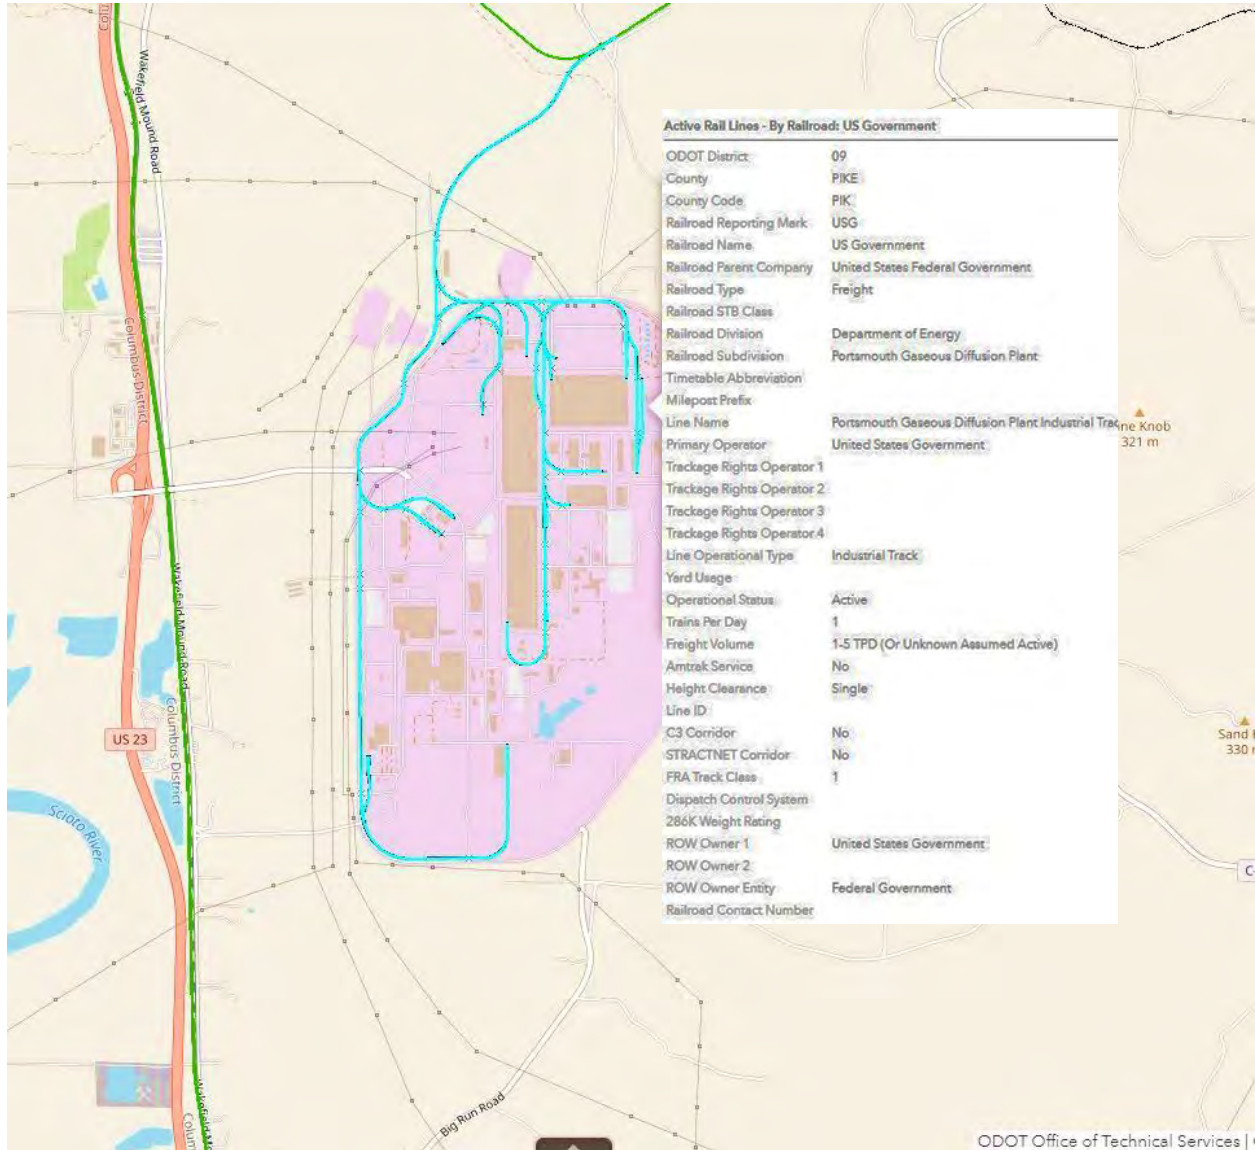 Colu
Wakefield Mound Road
Active Rail Lines - By Railroad: US Government
ODOT District 09
County PIKE
County Code PIK
Railroad Reporting Mark USG
Railroad Name US Government
Railroad Parent Company United States Federal Government
Railroad Type Freight
Railroad STB Class
Railroad Division Department of Energy
Railroad Subdivision Portsmouth Gaseous Diffusion Plant
Timetable Abbreviation
Milepost Prefix
Line Name Portsmouth Gaseous Diffusion Plant Industrial Trac
Primary Operator United States Government
Trackage Rights Operator 1
Trackage Rights Operator 2
Trackage Rights Operator 3
Trackage Rights Operator 4
Line Operational Type Industrial Track
Yard Usage
Operational Status Active
Trains Per Day 1
Freight Volume 1-5 TPD (Or Unknown Assumed Active)
Amtrak Service No
Height Clearance Single
Line ID
C3 Corridor No
STRACTNET Corridor No
FRA Track Class 1
Dispatch Control System
286K Weight Rating
ROW Owner 1 United States Government
ROW Owner 2
ROW Owner Entity Federal Government
Railroad Contact Number
ne Knob
321 m
Columbus District
Wakefield Mound Road
Columbus District
US 23
Sand
330
Scioto River
C
Wakefield M
Colum
Big Run Road
ODOT Office of Technical Services |